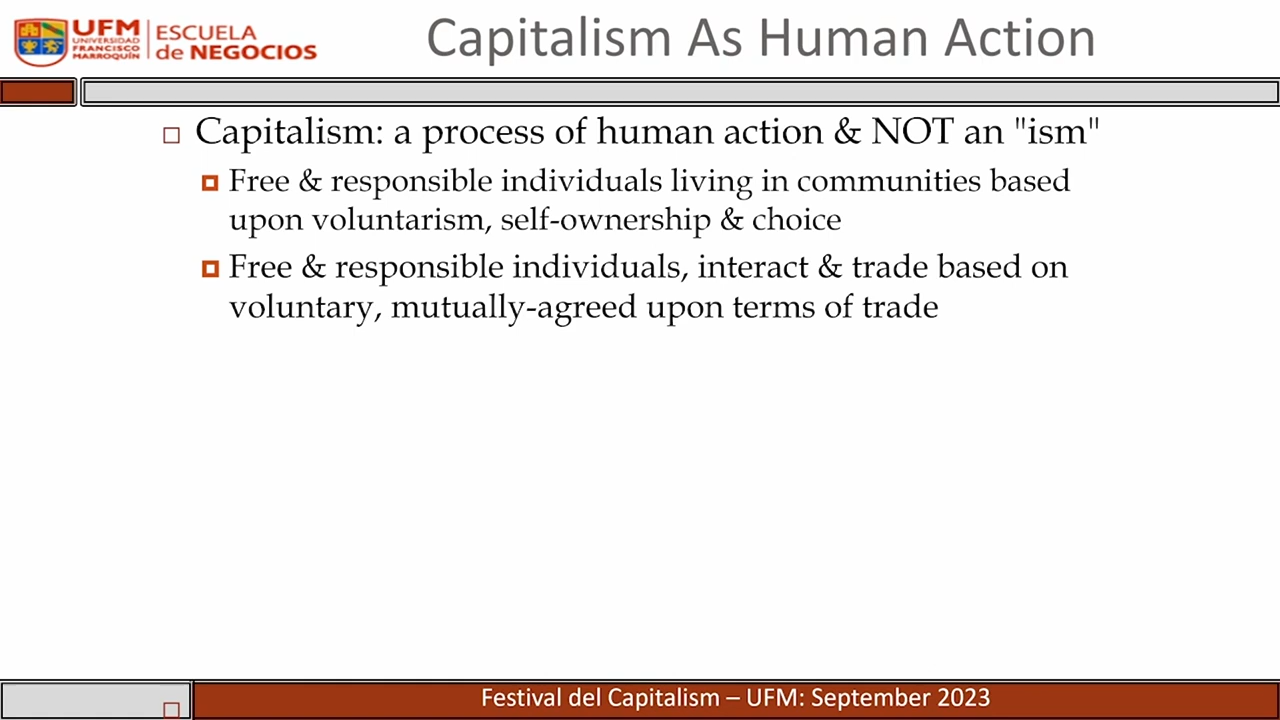 UFM
UNIVERSIDAD
FRANCISCO
MARROQUÍN
ESCUELA
de NEGOCIOS
Capitalism As Human Action
Capitalism: a process of human action & NOT an "ism"
Free & responsible individuals living in communities based
upon voluntarism, self-ownership & choice
Free & responsible individuals, interact & trade based on
voluntary, mutually-agreed upon terms of trade
Festival del Capitalism – UFM: September 2023